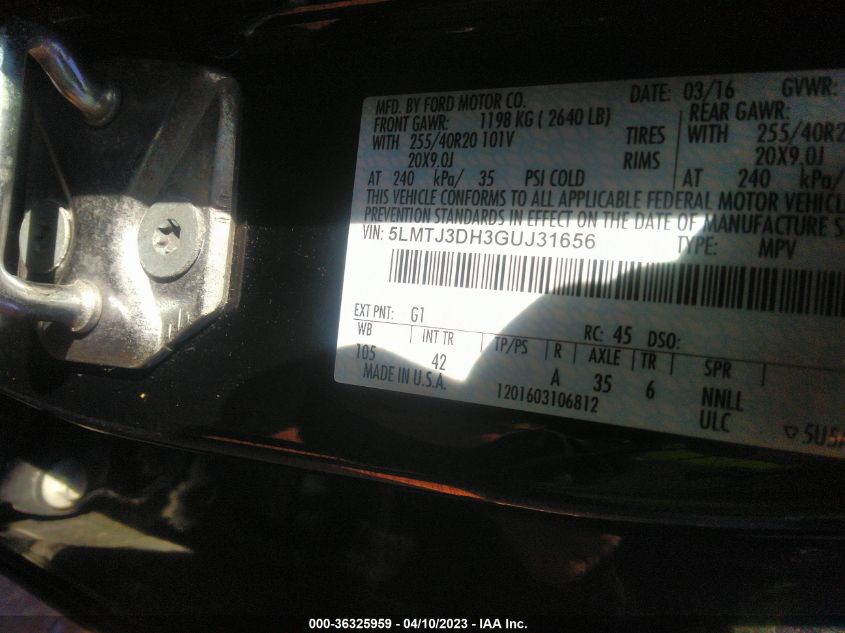 MFD. BY FORD MOTOR CO. DATE: 03/16 GVWR:
FRONT GAWR: 1198 KG ( 2640 LB) REAR GAWR:
WITH 255/40R20 101V TIRES WITH 255/40R2
20X9.0J RIMS 20X9.0J
AT 240 kPa/ 35 PSI COLD AT 240 kPa/
THIS VEHICLE CONFORMS TO ALL APPLICABLE FEDERAL MOTOR VEHICLE
PREVENTION STANDARDS IN EFFECT ON THE DATE OF MANUFACTURE S
VIN: 5LMTJ3DH3GUJ31656 TYPE: MPV
EXT PNT: G1 RC: 45 DSO:
WB INT TR TP/PS R AXLE TR SPR
105 42 A 35 6 NNLL
MADE IN U.S.A. 1201603106812 ULC
000-36325959 - 04/10/2023 - IAA Inc.